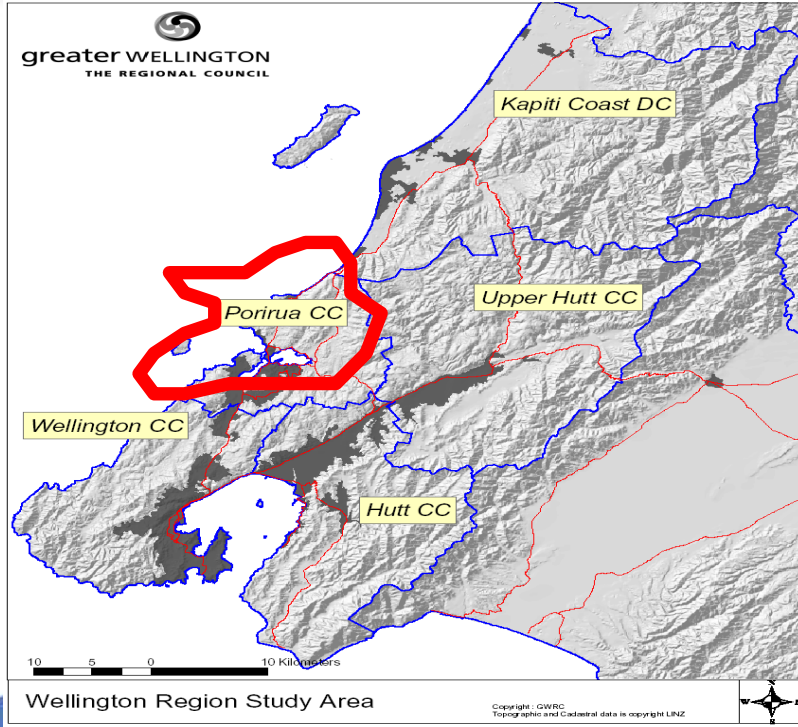 greater WELLINGTON
THE REGIONAL COUNCIL
Kapiti Coast DC
Upper Hutt CC
Porirua CC
Wellington CC
Hutt CC
10 5 0 10 Kilometers
Wellington Region Study Area
Copyright : GWRC
Topographic and Cadastral data is copyright LINZ
N
W
S